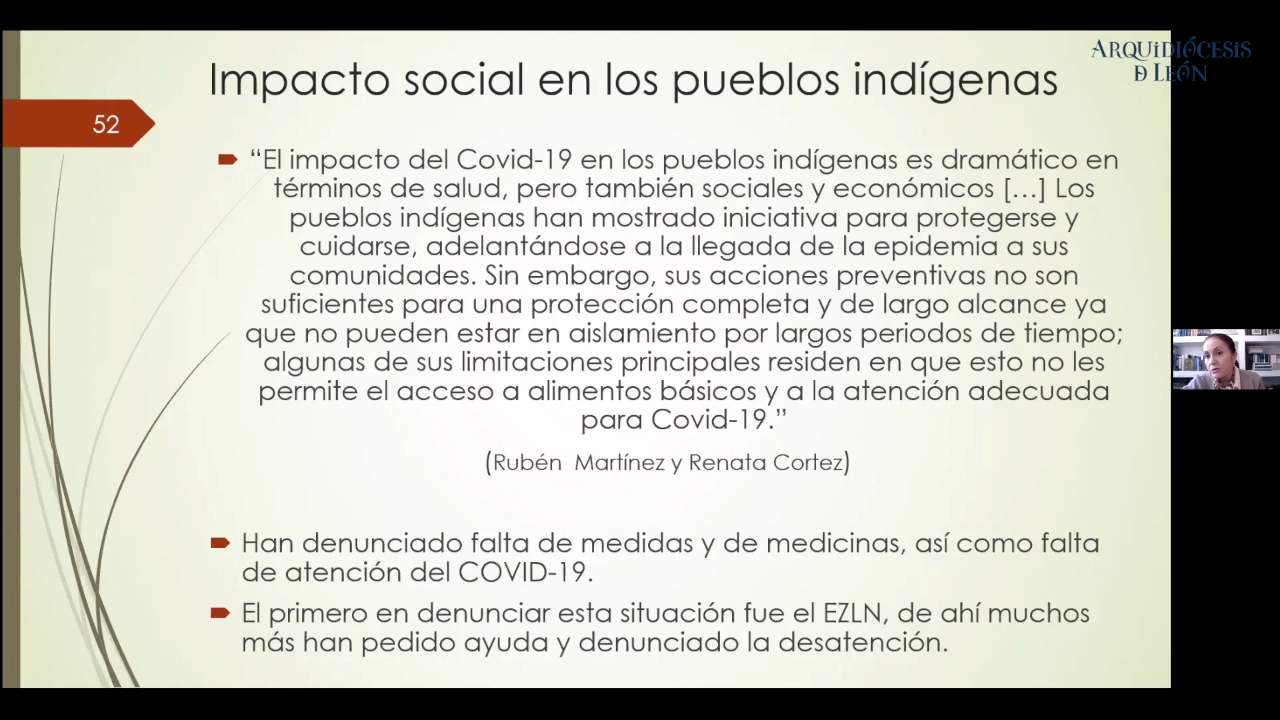 ARQUiDIÓCESiS
D LEÓN
Impacto social en los pueblos indígenas
52
“El impacto del Covid-19 en los pueblos indígenas es dramático en
términos de salud, pero también sociales y económicos […] Los
pueblos indígenas han mostrado iniciativa para protegerse y
cuidarse, adelantándose a la llegada de la epidemia a sus
comunidades. Sin embargo, sus acciones preventivas no son
suficientes para una protección completa y de largo alcance ya
que no pueden estar en aislamiento por largos periodos de tiempo;
algunas de sus limitaciones principales residen en que esto no les
permite el acceso a alimentos básicos y a la atención adecuada
para Covid-19.”
(Rubén Martínez y Renata Cortez)
Han denunciado falta de medidas y de medicinas, así como falta
de atención del COVID-19.
El primero en denunciar esta situación fue el EZLN, de ahí muchos
más han pedido ayuda y denunciado la desatención.